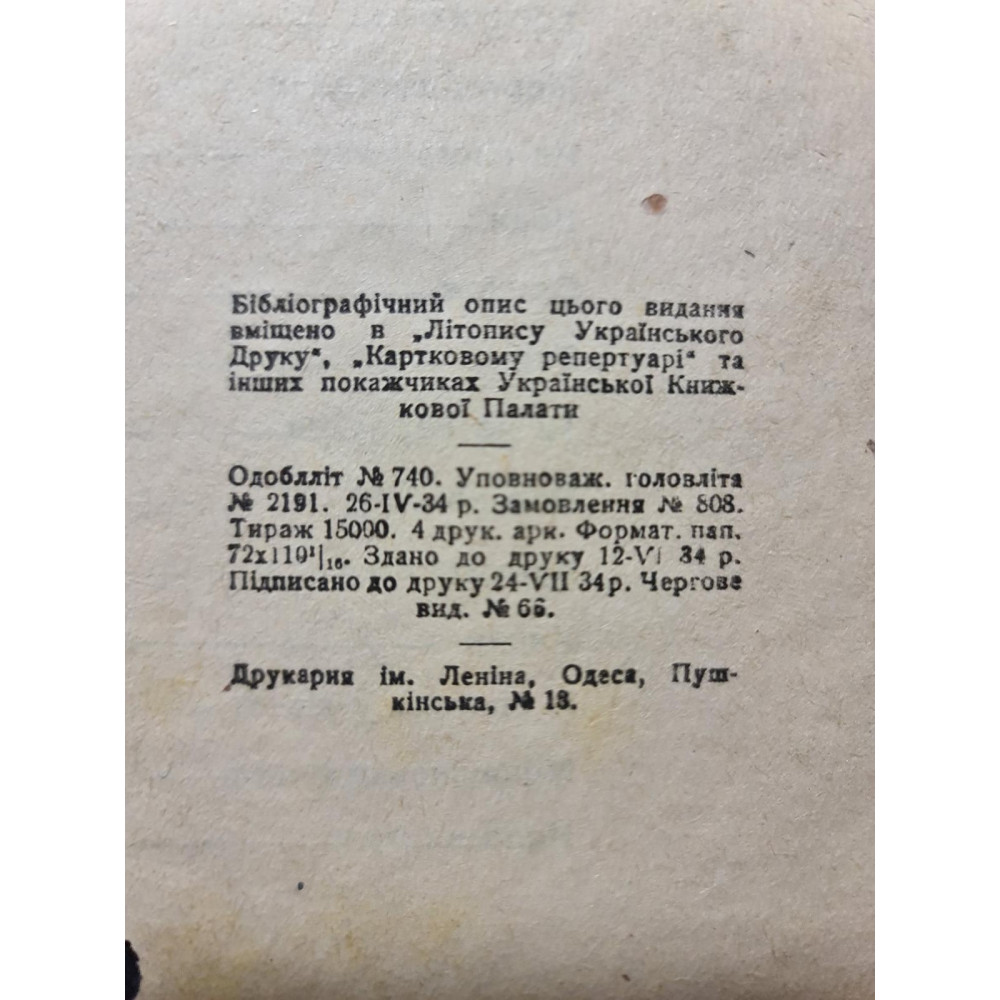 Бібліографічний опис цього видання
вміщено в „Літопису Українського
Друку“, „Картковому репертуарі“ та
інших покажчиках Української Книж-
кової Палати
Одоблліт № 740. Уповноваж. головліта
№ 2191. 26-IV-34 р. Замовлення № 808.
Тираж 15000. 4 друк. арк. Формат. пап.
72x110¹|₁₆. Здано до друку 12-VI 34 р.
Підписано до друку 24-VII 34 р. Чергове
вид. № 66.
Друкарня ім. Леніна, Одеса, Пуш-
кінська, № 18.